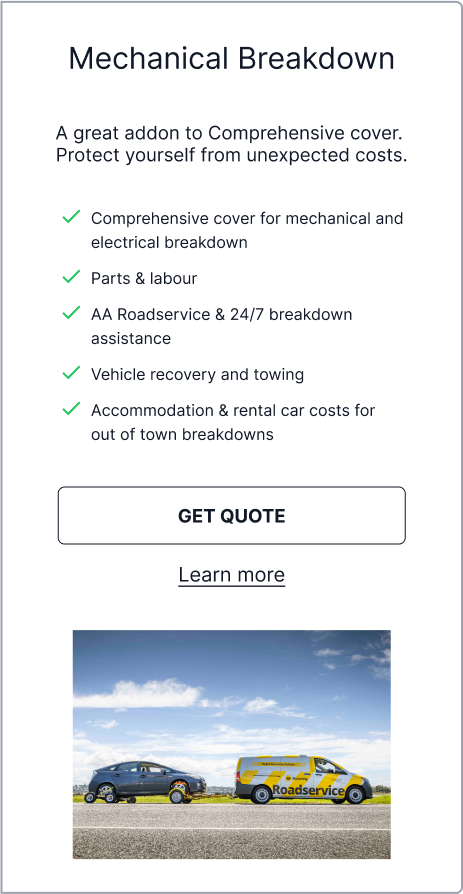 Mechanical Breakdown
A great addon to Comprehensive cover.
Protect yourself from unexpected costs.
Comprehensive cover for mechanical and
electrical breakdown
Parts & labour
AA Roadservice & 24/7 breakdown
assistance
Vehicle recovery and towing
Accommodation & rental car costs for
out of town breakdowns
GET QUOTE
Learn more
Roadservice